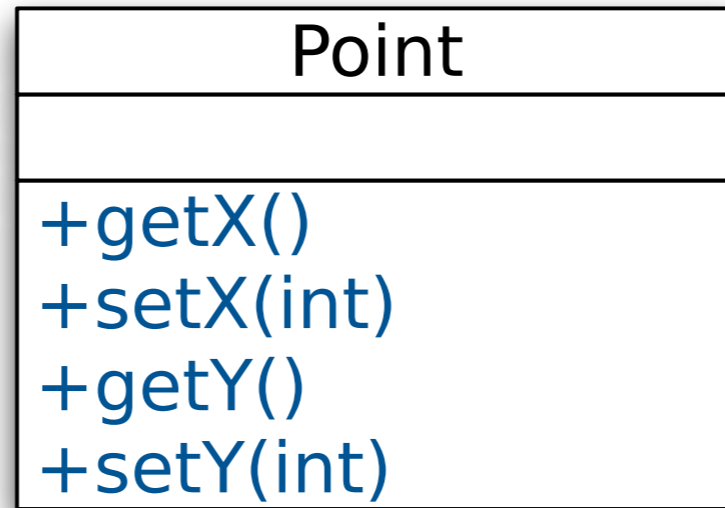 Point
+getX()
+setX(int)
+getY()
+setY(int)